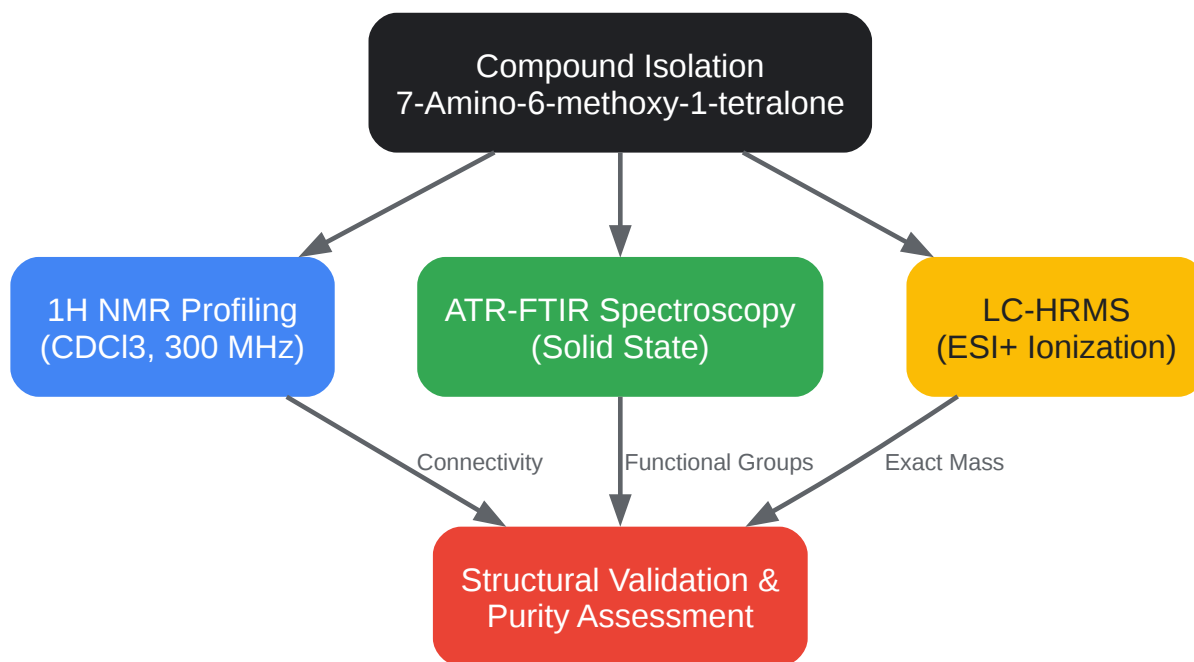 Compound Isolation
7-Amino-6-methoxy-1-tetralone
1H NMR Profiling
(CDCl3, 300 MHz)
ATR-FTIR Spectroscopy
(Solid State)
LC-HRMS
(ESI+ Ionization)
Connectivity
Functional Groups
Exact Mass
Structural Validation &
Purity Assessment